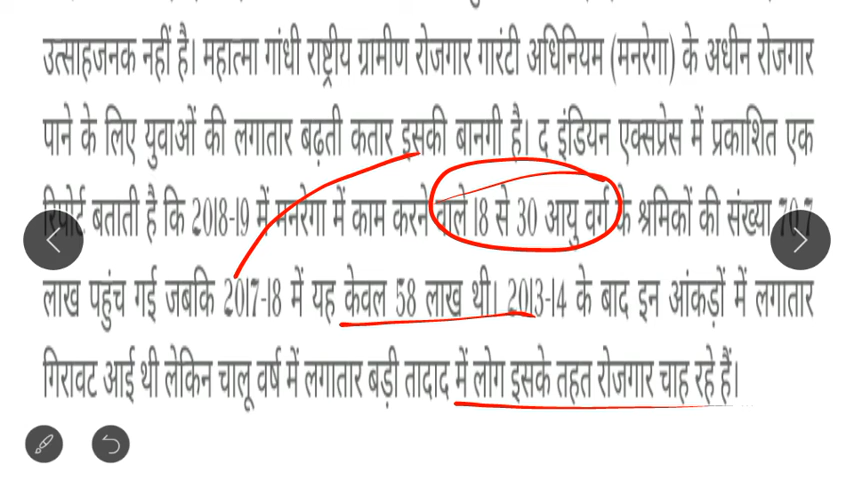 उत्साहजनक नहीं है। महात्मा गांधी राष्ट्रीय ग्रामीण रोजगार गारंटी अधिनियम (मनरेगा) के अधीन रोजगार
पाने के लिए युवाओं की लगातार बढ़ती कतार इसकी बानगी है। द इंडियन एक्सप्रेस में प्रकाशित एक
रिपोर्ट बताती है कि 2018-19 में मनरेगा में काम करने वाले 18 से 30 आयु वर्ग के श्रमिकों की संख्या 70.7
लाख पहुंच गई जबकि 2017-18 में यह केवल 58 लाख थी। 2013-14 के बाद इन आंकड़ों में लगातार
गिरावट आई थी लेकिन चालू वर्ष में लगातार बड़ी तादाद में लोग इसके तहत रोजगार चाह रहे हैं।